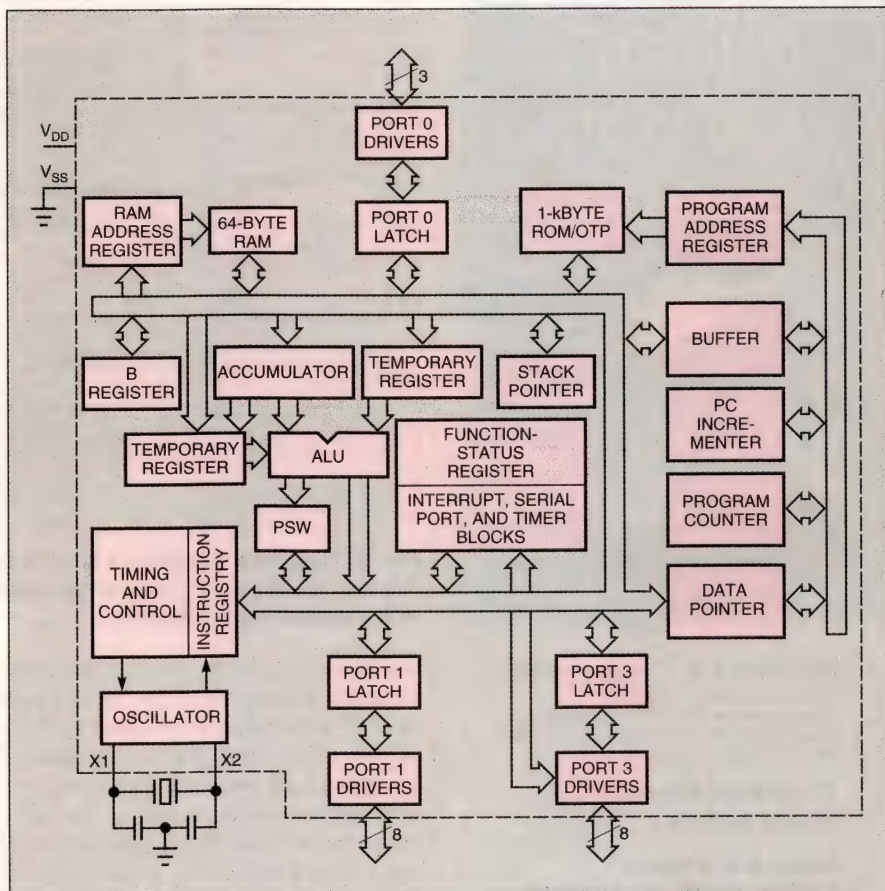 3
PORT 0
DRIVERS
V_DD
V_SS
PORT 0
LATCH
RAM
ADDRESS
REGISTER
64-BYTE
RAM
1-kBYTE
ROM/OTP
PROGRAM
ADDRESS
REGISTER
B
REGISTER
ACCUMULATOR
TEMPORARY
REGISTER
STACK
POINTER
BUFFER
TEMPORARY
REGISTER
ALU
FUNCTION-
STATUS
REGISTER
PC
INCRE-
MENTER
PSW
INTERRUPT, SERIAL
PORT, AND TIMER
BLOCKS
PROGRAM
COUNTER
TIMING
AND
CONTROL
INSTRUCTION
REGISTRY
DATA
POINTER
PORT 1
LATCH
PORT 3
LATCH
OSCILLATOR
X1
X2
PORT 1
DRIVERS
PORT 3
DRIVERS
8
8